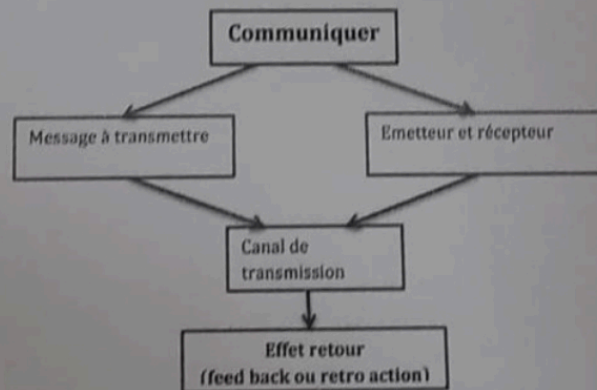 Communiquer
Message à transmettre
Emetteur et récepteur
Canal de
transmission
Effet retour
(feed back ou retro action)